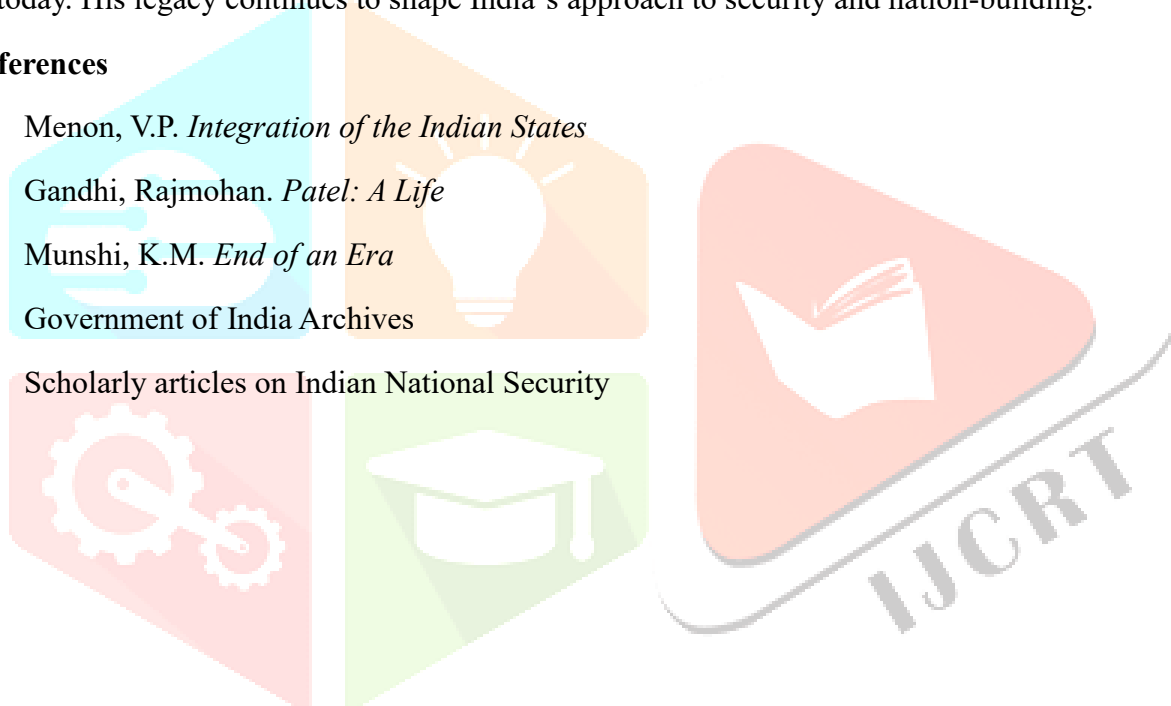 today. His legacy continues to shape India's approach to security and nation-building.
ferences
Menon, V.P. Integration of the Indian States
Gandhi, Rajmohan. Patel: A Life
Munshi, K.M. End of an Era
Government of India Archives
Scholarly articles on Indian National Security
IJCRT